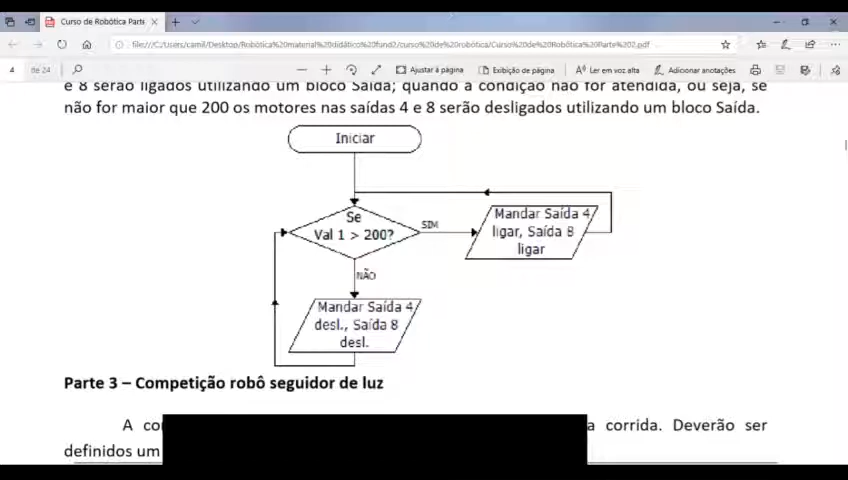 Curso de Robótica Parte
file:///C:/Users/camil/Desktop/Robótica%20material%20didático%20fund2/curso%20de%20robótica/Curso%20de%20Robótica%20Parte%202.pdf
4 de 24 Ajustar à página Exibição de página Ler em voz alta Adicionar anotações
e 8 serão ligados utilizando um bloco Saída; quando a condição não for atendida, ou seja, se
não for maior que 200 os motores nas saídas 4 e 8 serão desligados utilizando um bloco Saída.
Iniciar
Se
Val 1 > 200?
SIM
Mandar Saída 4
ligar, Saída 8
ligar
NÃO
Mandar Saída 4
desl., Saída 8
desl.
Parte 3 – Competição robô seguidor de luz
A a corrida. Deverão ser
definidos um